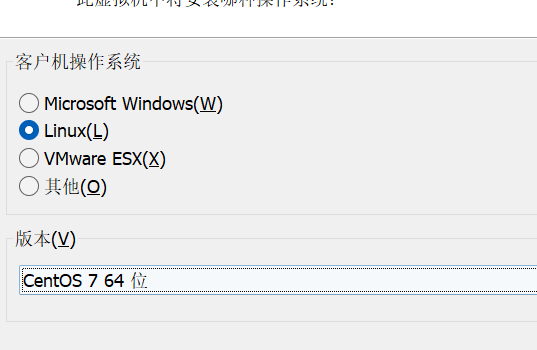 此虚拟机中将安装哪种操作系统?
客户机操作系统
Microsoft Windows(W)
Linux(L)
VMware ESX(X)
其他(O)
版本(V)
CentOS 7 64 位